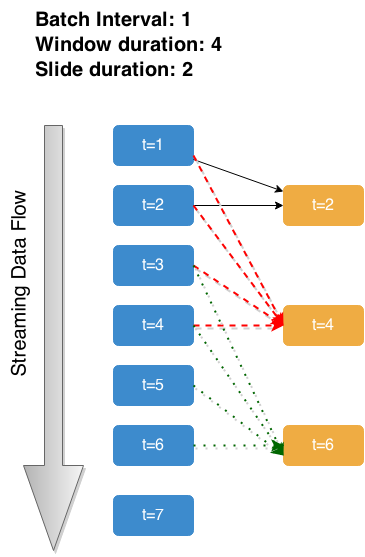 Batch Interval: 1
Window duration: 4
Slide duration: 2
Streaming Data Flow
t=1
t=2
t=2
t=3
t=4
t=4
t=5
t=6
t=6
t=7